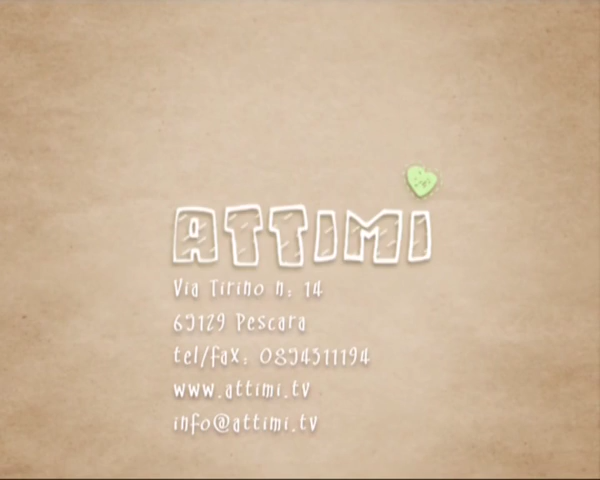 ATTIMI
Via Tirino n: 14
65129 Pescara
tel/fax: 0854311194
www.attimi.tv
info@attimi.tv